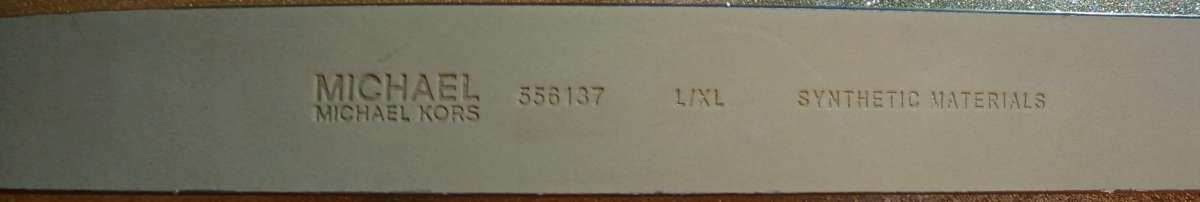 MICHAEL
MICHAEL KORS
556137
L/XL
SYNTHETIC MATERIALS